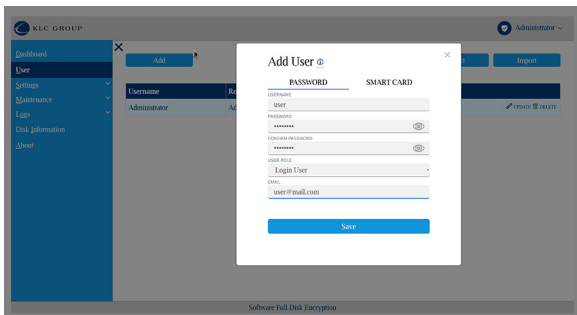 KLC GROUP
Administrator
Dashboard
User
Settings
Maintenance
Logs
Disk Information
About
Add
Import
Username
Administrator
UPDATE DELETE
Add User
PASSWORD SMART CARD
USERNAME
user
PASSWORD
••••••••
CONFIRM PASSWORD
••••••••
USER ROLE
Login User
EMAIL
user@mail.com
Save
Software Full Disk Encryption